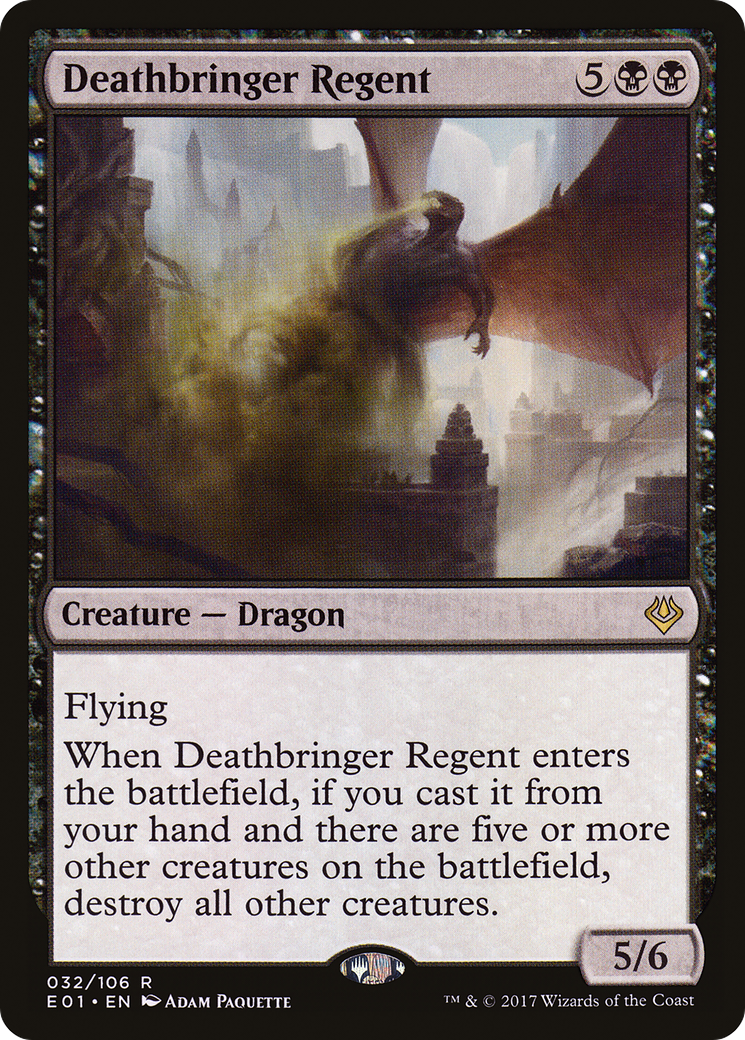 Deathbringer Regent 5
Creature — Dragon
Flying
When Deathbringer Regent enters
the battlefield, if you cast it from
your hand and there are five or more
other creatures on the battlefield,
destroy all other creatures.
5/6
032/106 R
E01 • EN Adam Paquette
™ & © 2017 Wizards of the Coast